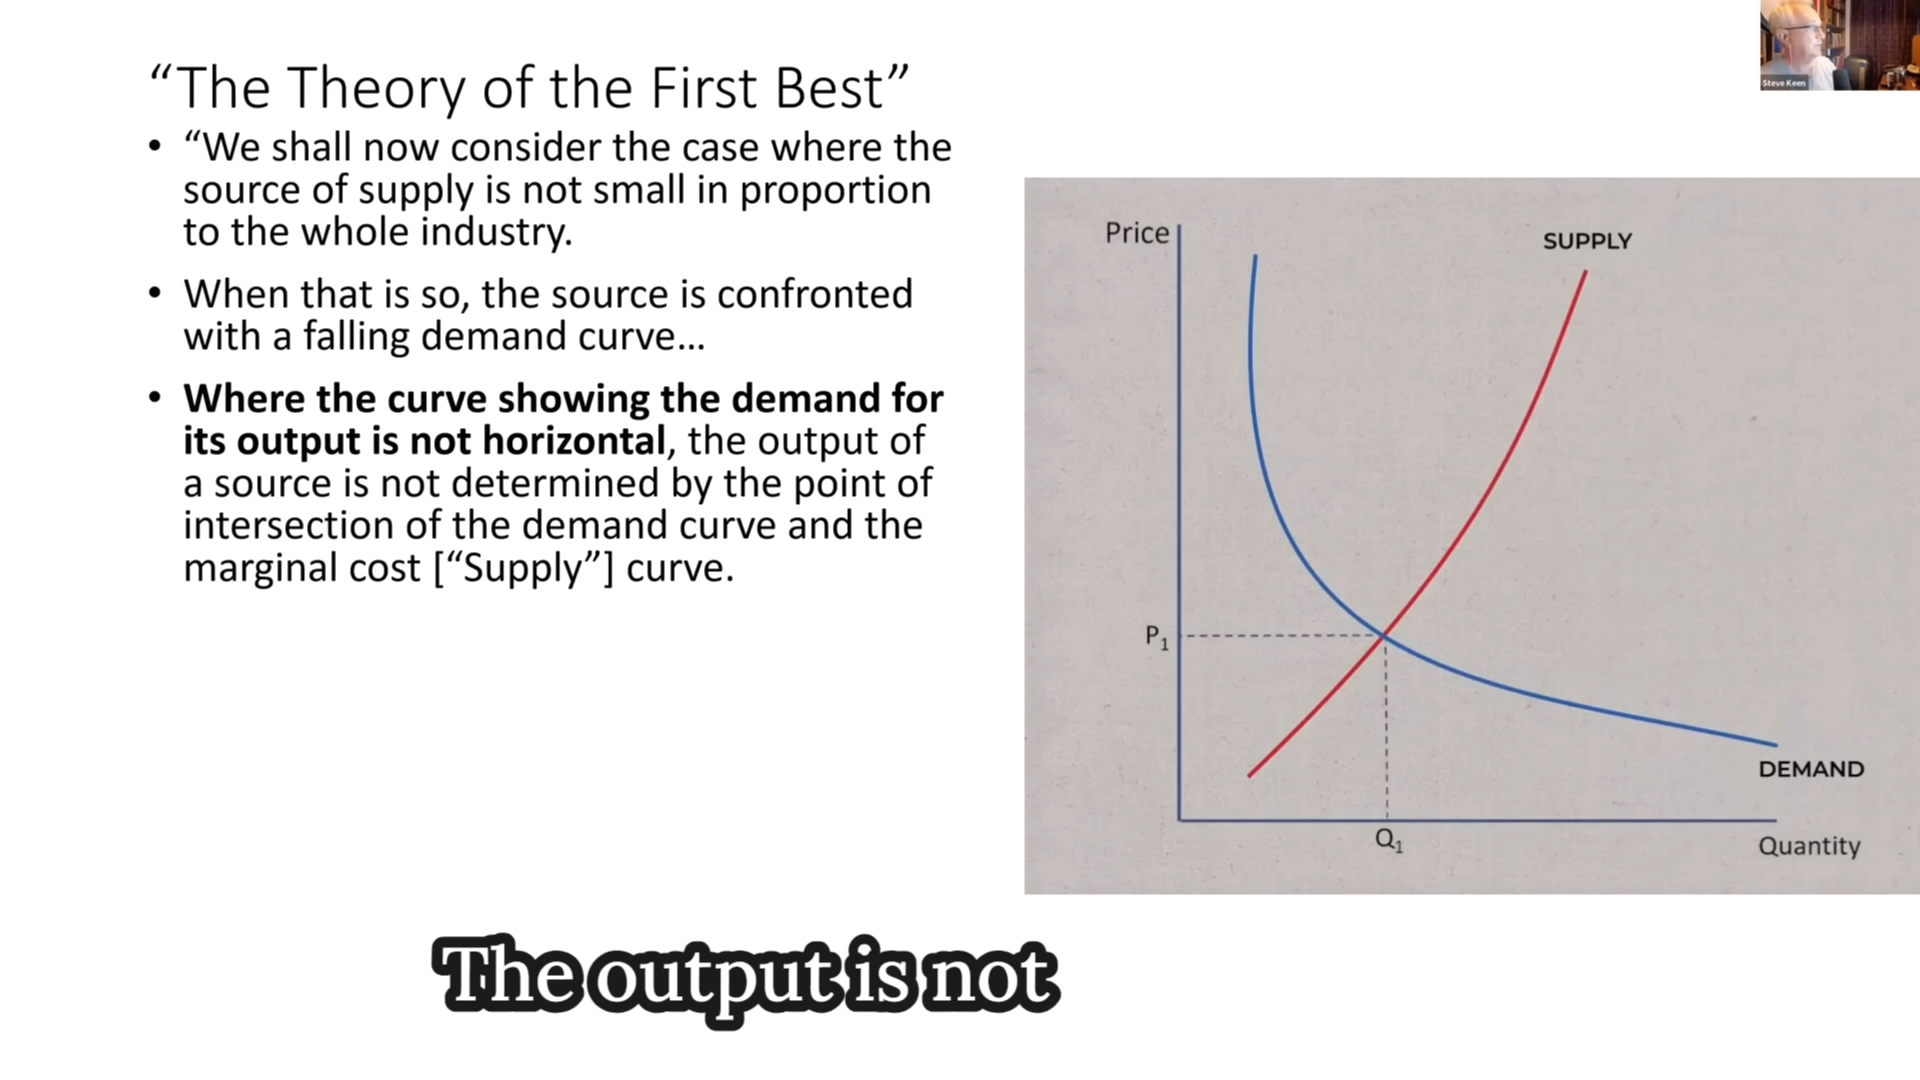 “The Theory of the First Best”
• “We shall now consider the case where the
source of supply is not small in proportion
to the whole industry.
• When that is so, the source is confronted
with a falling demand curve…
• Where the curve showing the demand for
its output is not horizontal, the output of
a source is not determined by the point of
intersection of the demand curve and the
marginal cost [“Supply”] curve.
Steve Keen
Price
SUPPLY
P₁
DEMAND
Q₁
Quantity
The output is not